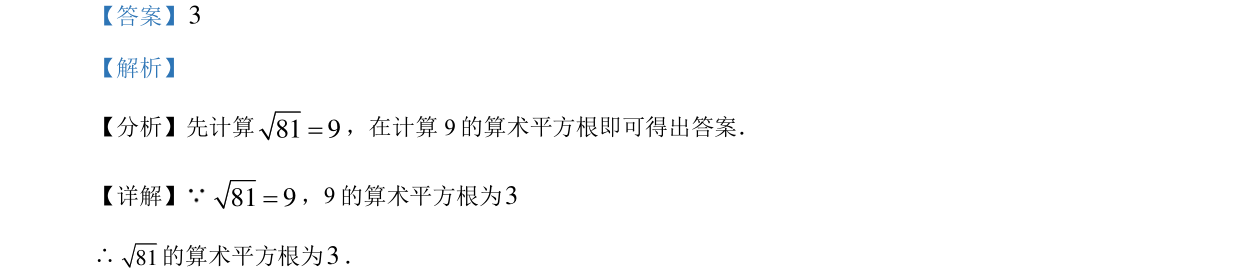 【答案】3
【解析】
【分析】先计算√81=9，在计算 9 的算术平方根即可得出答案．
【详解】∵√81=9，9 的算术平方根为3
∴√81的算术平方根为3．